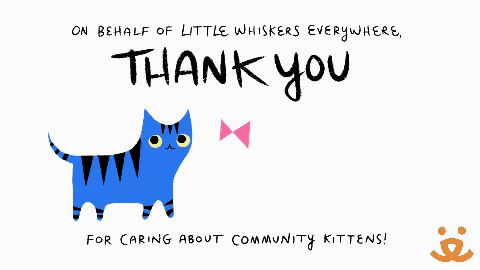 ON BEHALF OF LITTLE WHISKERS EVERYWHERE,
THANK YOU
FOR CARING ABOUT COMMUNITY KITTENS!